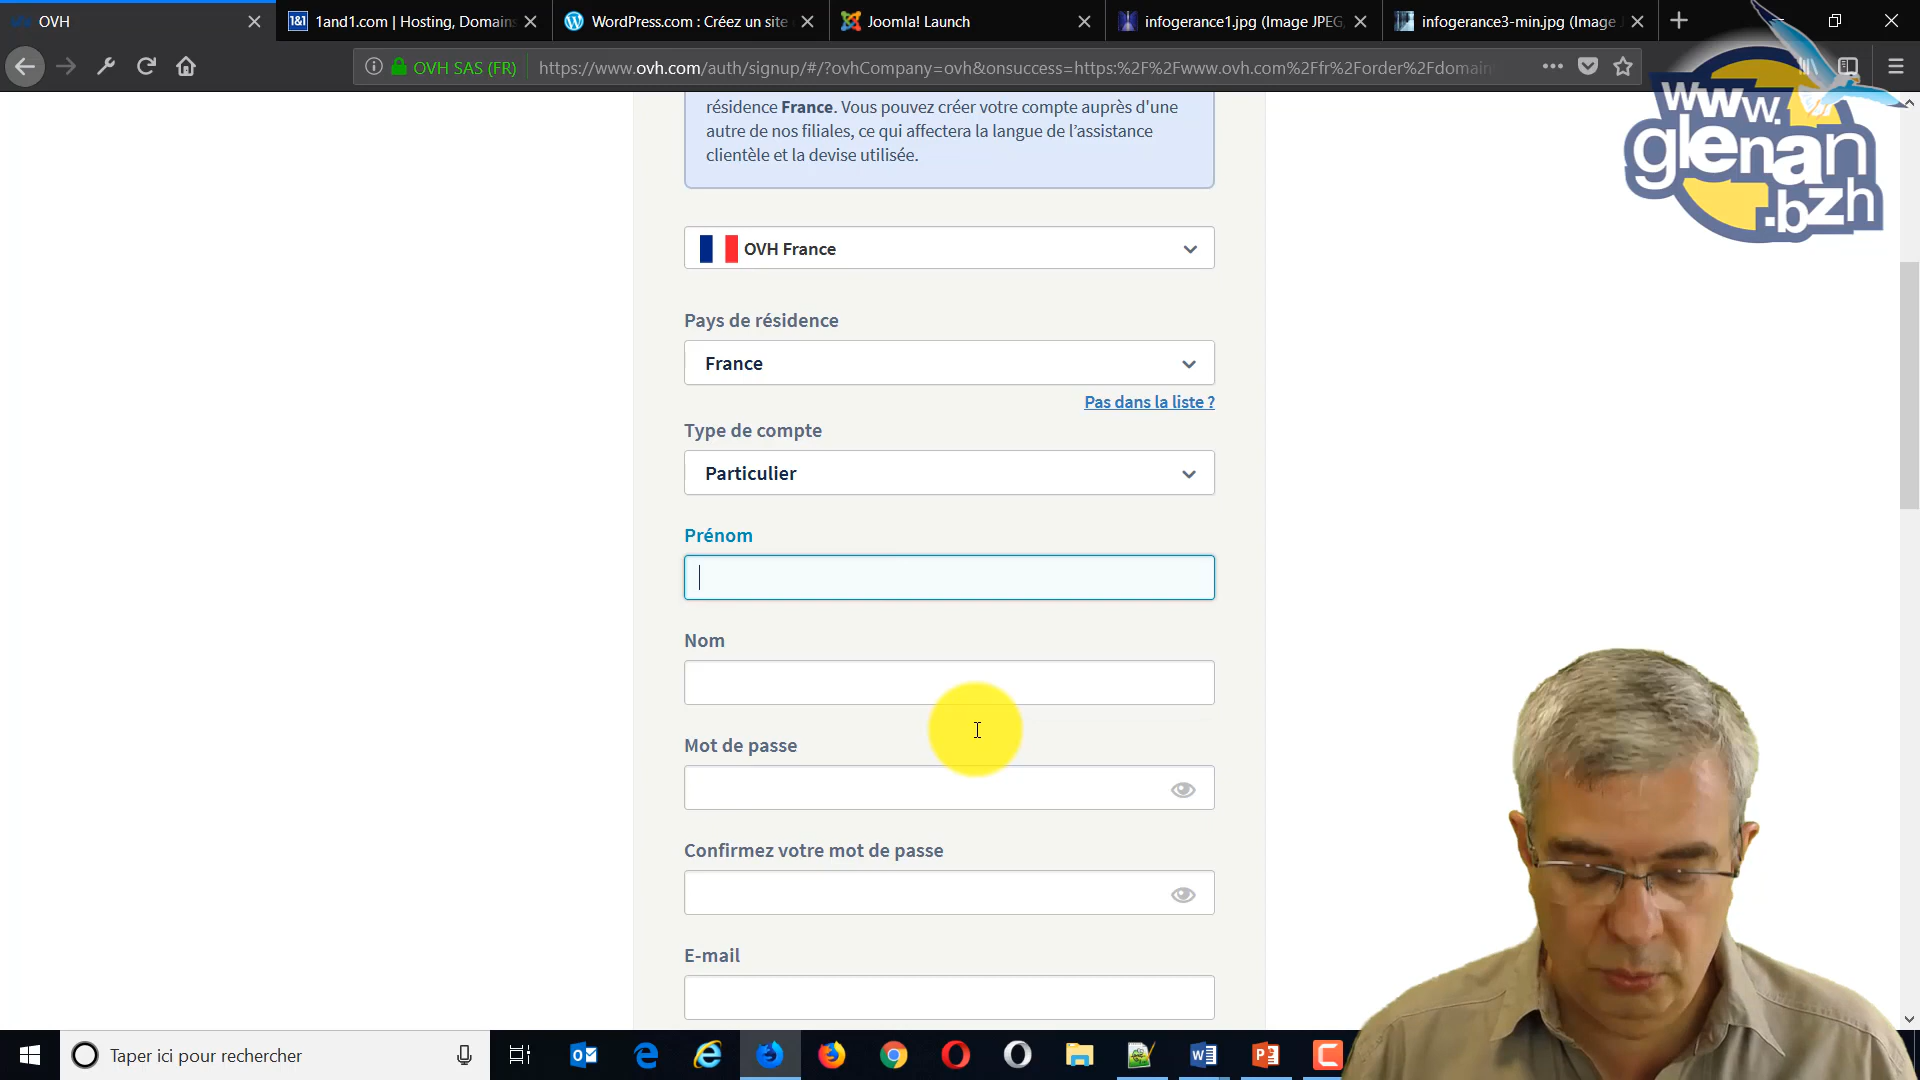 OVH
1and1.com | Hosting, Domains
WordPress.com : Créez un site
Joomla! Launch
infogerance1.jpg (Image JPEG,
infogerance3-min.jpg (Image J
OVH SAS (FR)
https://www.ovh.com/auth/signup/#/?ovhCompany=ovh&onsuccess=https:%2F%2Fwww.ovh.com%2Ffr%2Forder%2Fdomain
www.
glenan
.bzh
résidence France. Vous pouvez créer votre compte auprès d'une
autre de nos filiales, ce qui affectera la langue de l'assistance
clientèle et la devise utilisée.
OVH France
Pays de résidence
France
Pas dans la liste ?
Type de compte
Particulier
Prénom
Nom
Mot de passe
Confirmez votre mot de passe
E-mail
Taper ici pour rechercher